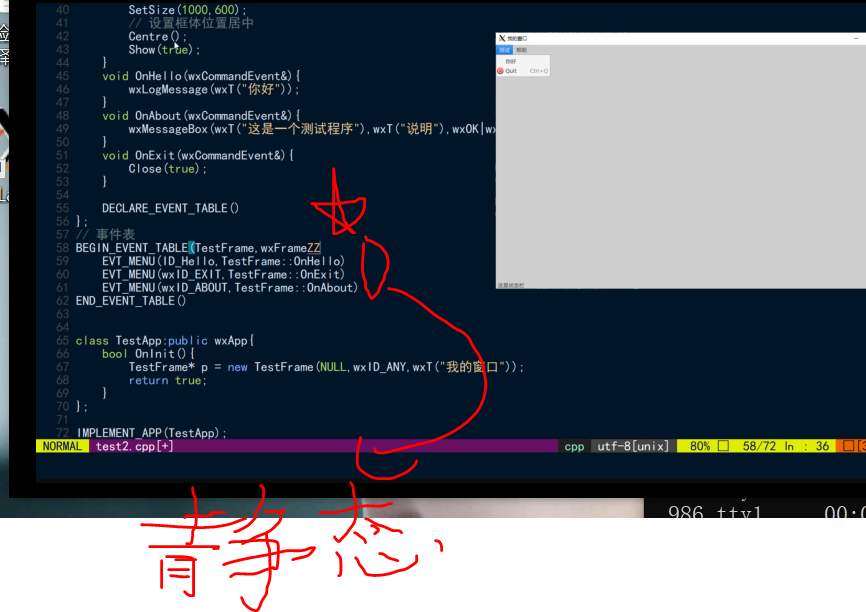 40 SetSize(1000,600);
41 // 设置框体位置居中
42 Centre();
43 Show(true);
44 }
45 void OnHello(wxCommandEvent&){
46 wxLogMessage(wxT("你好"));
47 }
48 void OnAbout(wxCommandEvent&){
49 wxMessageBox(wxT("这是一个测试程序"),wxT("说明"),wxOK|wx
50 }
51 void OnExit(wxCommandEvent&){
52 Close(true);
53 }
54
55 DECLARE_EVENT_TABLE()
56 };
57 // 事件表
58 BEGIN_EVENT_TABLE(TestFrame,wxFrameZZ
59 EVT_MENU(ID_Hello,TestFrame::OnHello)
60 EVT_MENU(wxID_EXIT,TestFrame::OnExit)
61 EVT_MENU(wxID_ABOUT,TestFrame::OnAbout)
62 END_EVENT_TABLE()
63
64
65 class TestApp:public wxApp{
66 bool OnInit(){
67 TestFrame* p = new TestFrame(NULL,wxID_ANY,wxT("我的窗口"));
68 return true;
69 }
70 };
71
72 IMPLEMENT_APP(TestApp);
NORMAL test2.cpp[+] cpp utf-8[unix] 80% 58/72 ln : 36
我的窗口
测试 帮助
你好
Quit Ctrl+Q
这是状态栏
静态
986 tty1 00:0